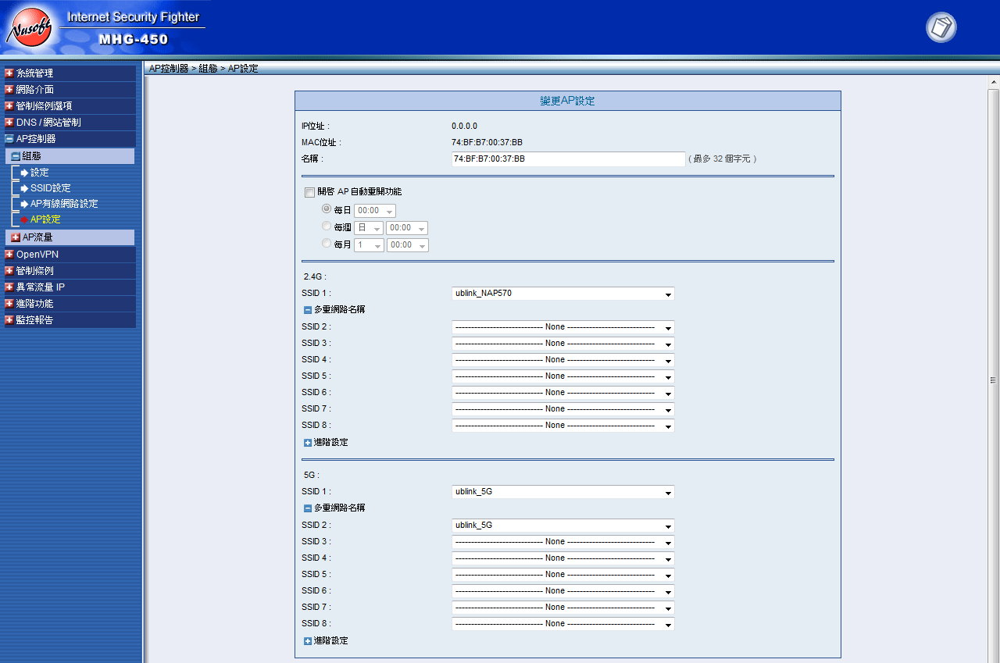 Nusoft
Internet Security Fighter
MHG-450
系統管理
網路介面
管制條例選項
DNS / 網站管制
AP控制器
組態
設定
SSID設定
AP有線網路設定
AP設定
AP流量
OpenVPN
管制條例
異常流量 IP
進階功能
監控報告
AP控制器 > 組態 > AP設定
變更AP設定
IP位址 : 0.0.0.0
MAC位址 : 74:BF:B7:00:37:BB
名稱 : 74:BF:B7:00:37:BB ( 最多 32 個字元 )
開啓 AP 自動重開功能
每日 00:00
每週 日 00:00
每月 1 00:00
2.4G :
SSID 1 : ublink_NAP570
多重網路名稱
SSID 2 : ---------------------------- None ----------------------------
SSID 3 : ---------------------------- None ----------------------------
SSID 4 : ---------------------------- None ----------------------------
SSID 5 : ---------------------------- None ----------------------------
SSID 6 : ---------------------------- None ----------------------------
SSID 7 : ---------------------------- None ----------------------------
SSID 8 : ---------------------------- None ----------------------------
進階設定
5G :
SSID 1 : ublink_5G
多重網路名稱
SSID 2 : ublink_5G
SSID 3 : ---------------------------- None ----------------------------
SSID 4 : ---------------------------- None ----------------------------
SSID 5 : ---------------------------- None ----------------------------
SSID 6 : ---------------------------- None ----------------------------
SSID 7 : ---------------------------- None ----------------------------
SSID 8 : ---------------------------- None ----------------------------
進階設定